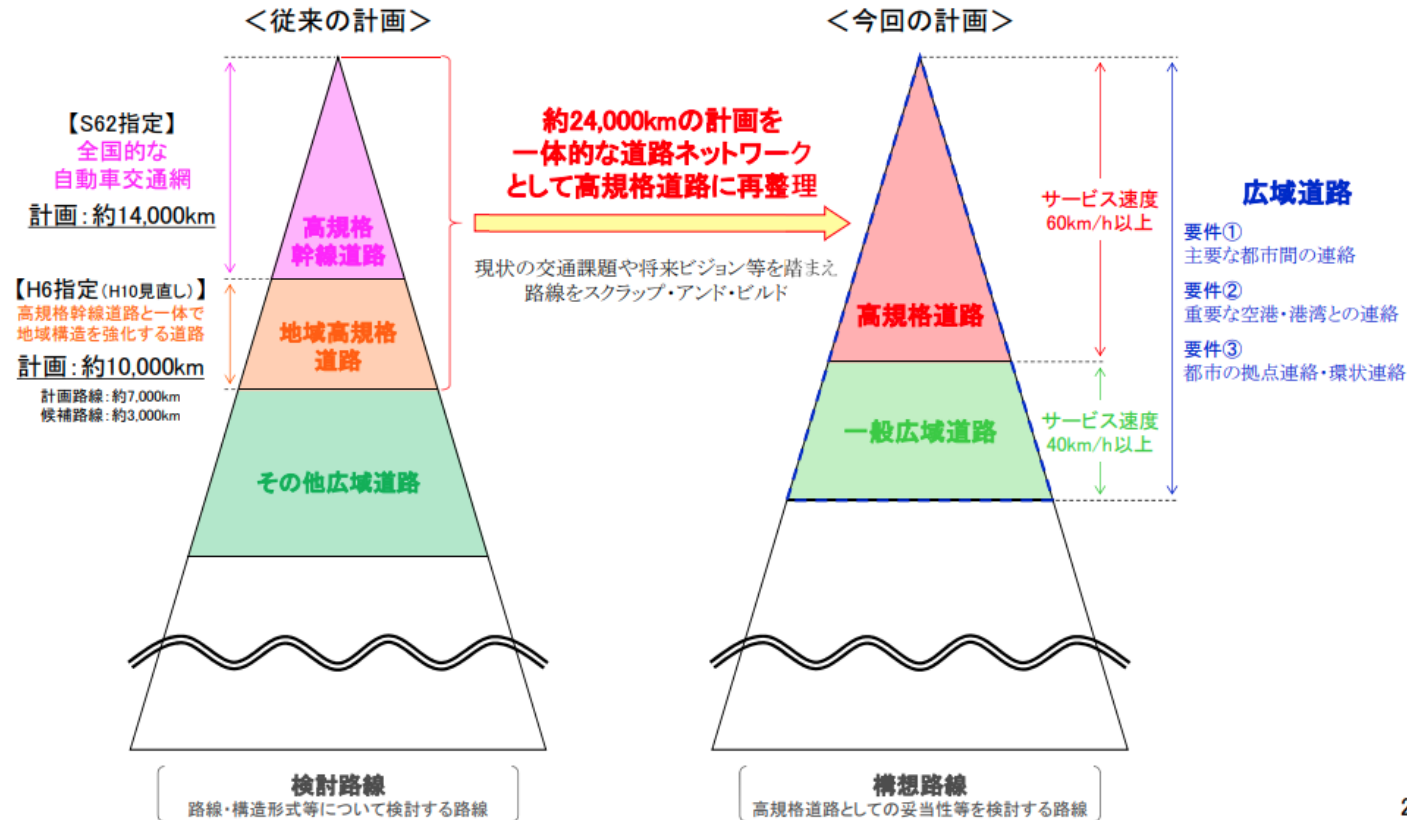 <従来の計画>
<今回の計画>
【S62指定】
全国的な
自動車交通網
計画:約14,000km
【H6指定(H10見直し)】
高規格幹線道路と一体で
地域構造を強化する道路
計画:約10,000km
計画路線:約7,000km
候補路線:約3,000km
高規格
幹線道路
地域高規格
道路
その他広域道路
約24,000kmの計画を
一体的な道路ネットワーク
として高規格道路に再整理
現状の交通課題や将来ビジョン等を踏まえ
路線をスクラップ・アンド・ビルド
高規格道路
一般広域道路
サービス速度
60km/h以上
サービス速度
40km/h以上
広域道路
要件①
主要な都市間の連絡
要件②
重要な空港・港湾との連絡
要件③
都市の拠点連絡・環状連絡
検討路線
路線・構造形式等について検討する路線
構想路線
高規格道路としての妥当性等を検討する路線
2